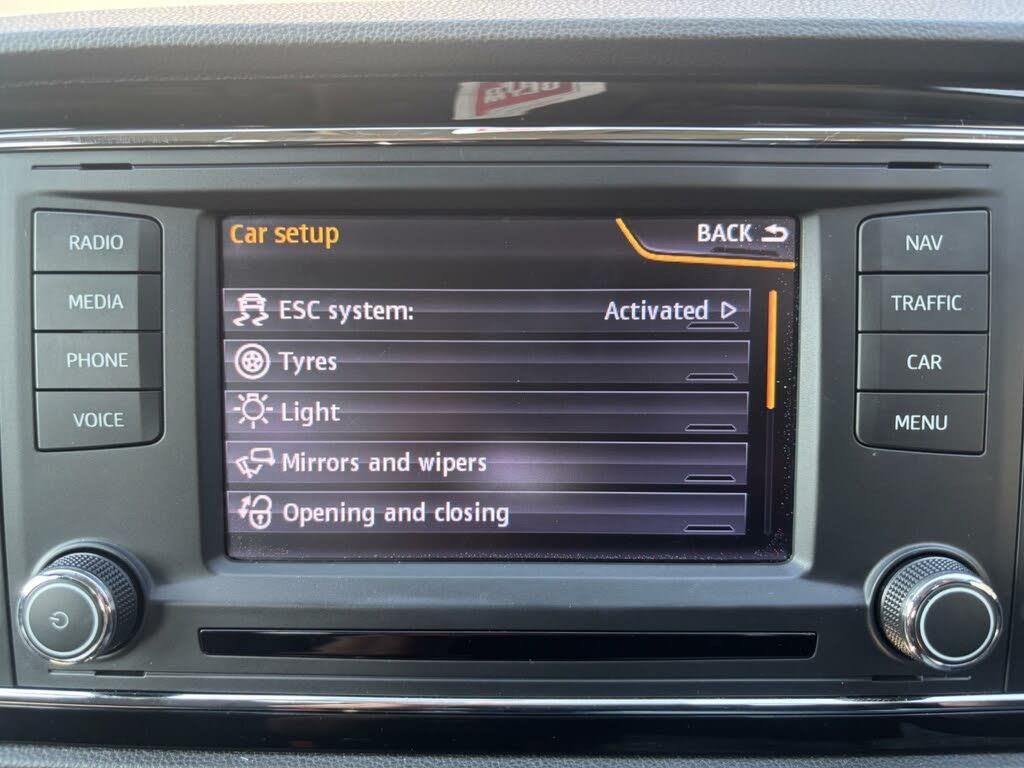 Car setup
BACK
ESC system: Activated
Tyres
Light
Mirrors and wipers
Opening and closing
RADIO
MEDIA
PHONE
VOICE
NAV
TRAFFIC
CAR
MENU